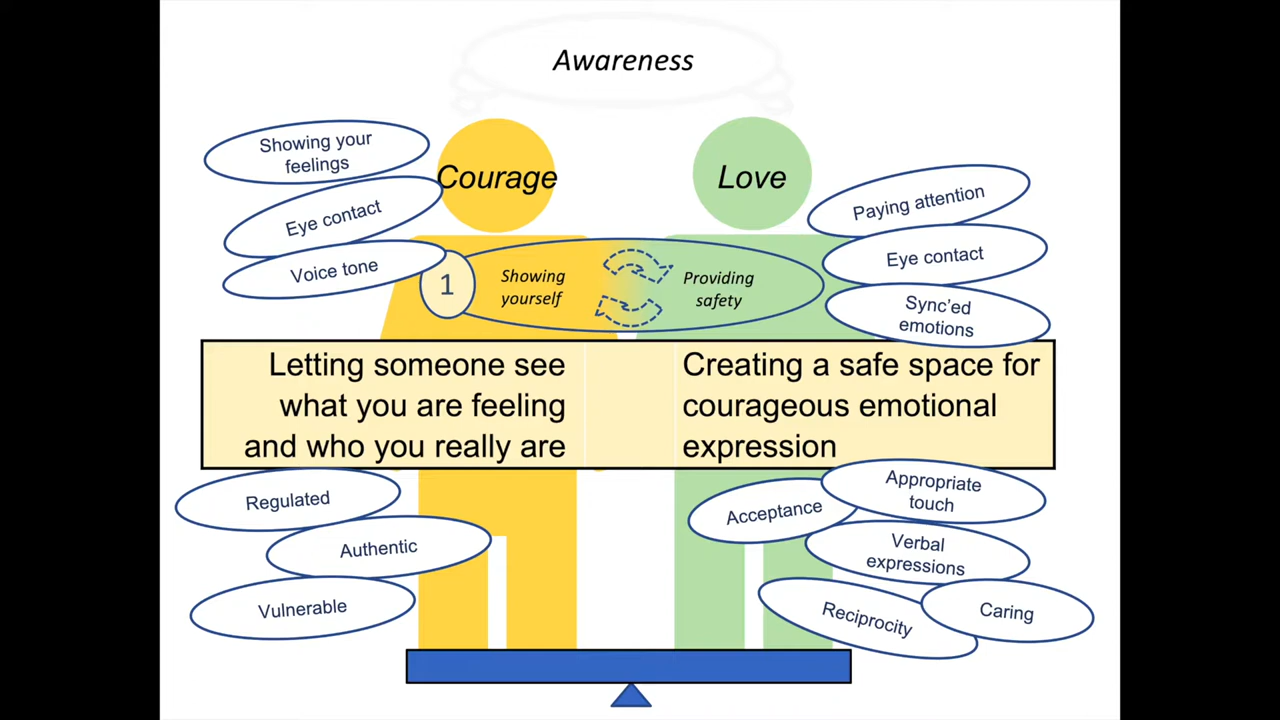 Awareness
Showing your
feelings
Eye contact
Voice tone
Courage
Love
Paying attention
Eye contact
Sync'ed
emotions
1
Showing
yourself
Providing
safety
Letting someone see
what you are feeling
and who you really are
Creating a safe space for
courageous emotional
expression
Regulated
Authentic
Vulnerable
Acceptance
Appropriate
touch
Verbal
expressions
Reciprocity
Caring